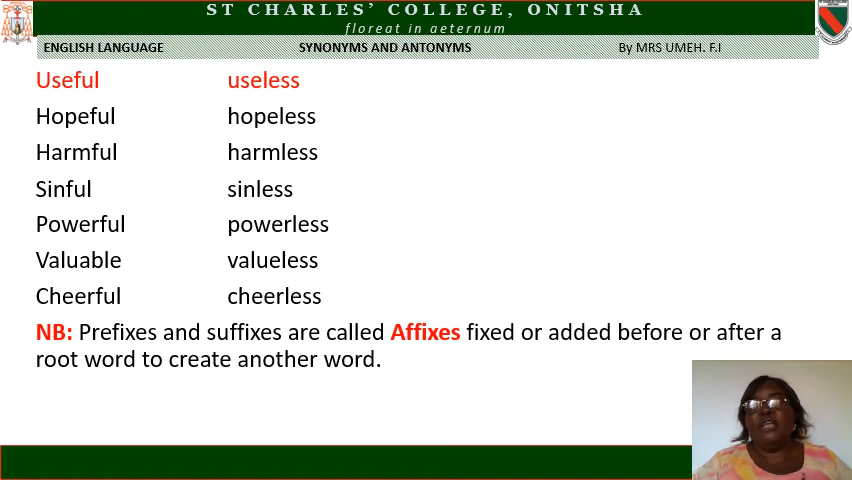 ST CHARLES' COLLEGE, ONITSHA
floreat in aeternum
ENGLISH LANGUAGE SYNONYMS AND ANTONYMS By MRS UMEH. F.I
Useful useless
Hopeful hopeless
Harmful harmless
Sinful sinless
Powerful powerless
Valuable valueless
Cheerful cheerless
NB: Prefixes and suffixes are called Affixes fixed or added before or after a
root word to create another word.